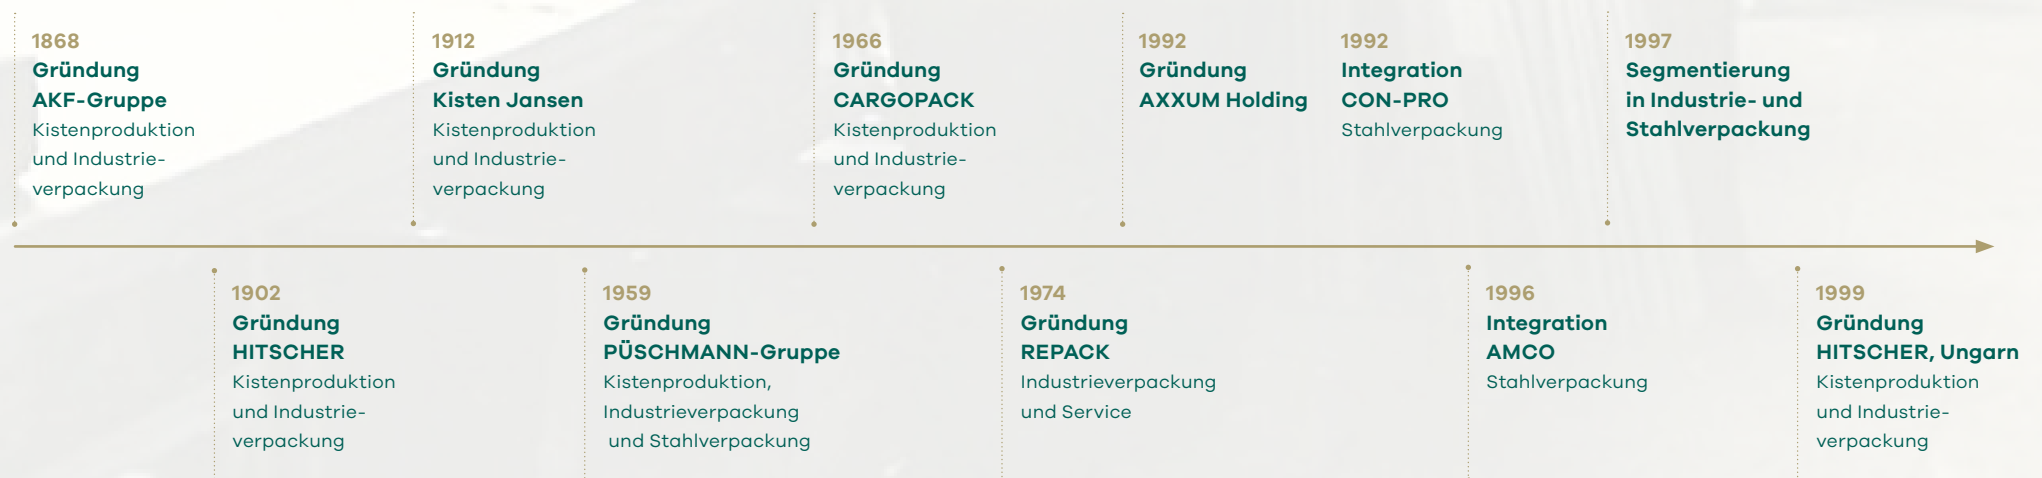 1868
Gründung
AKF-Gruppe
Kistenproduktion
und Industrie-
verpackung
1912
Gründung
Kisten Jansen
Kistenproduktion
und Industrie-
verpackung
1966
Gründung
CARGOPACK
Kistenproduktion
und Industrie-
verpackung
1992
Gründung
AXXUM Holding
1992
Integration
CON-PRO
Stahlverpackung
1997
Segmentierung
in Industrie- und
Stahlverpackung
1902
Gründung
HITSCHER
Kistenproduktion
und Industrie-
verpackung
1959
Gründung
PÜSCHMANN-Gruppe
Kistenproduktion,
Industrieverpackung
und Stahlverpackung
1974
Gründung
REPACK
Industrieverpackung
und Service
1996
Integration
AMCO
Stahlverpackung
1999
Gründung
HITSCHER, Ungarn
Kistenproduktion
und Industrie-
verpackung